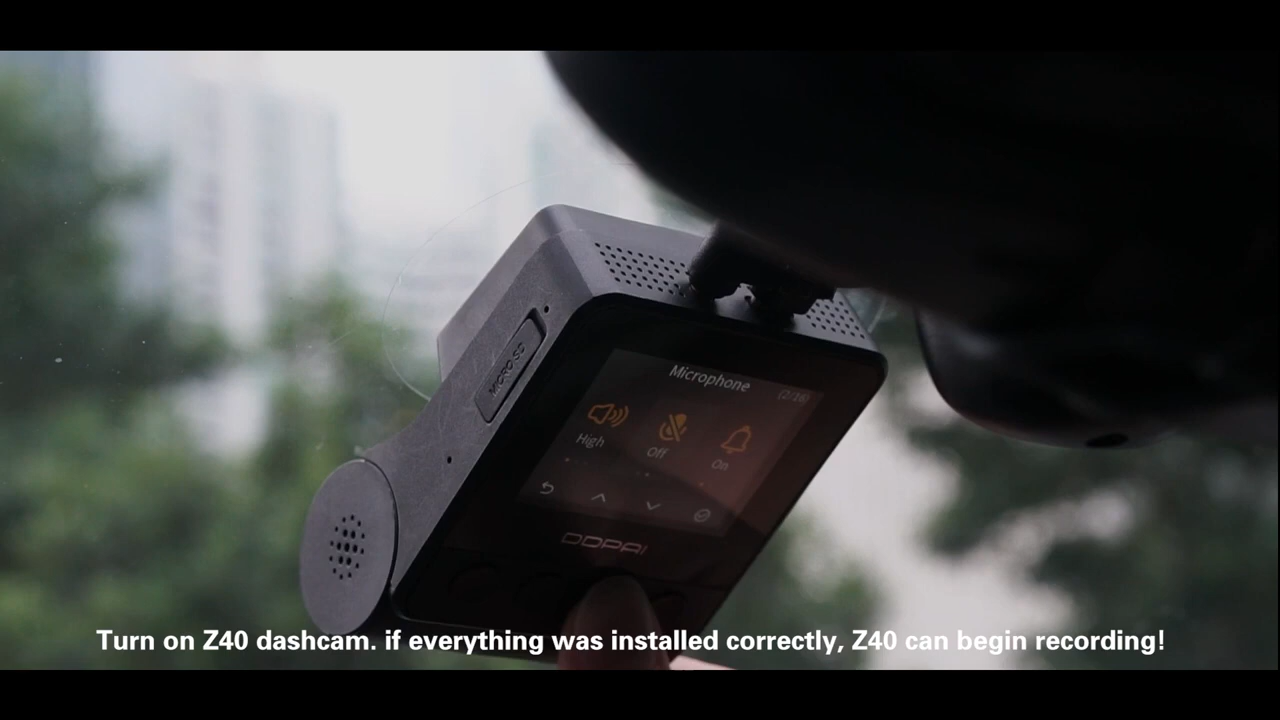 MICRO SD
Microphone
(2/16)
High
Off
On
DDPAI
Turn on Z40 dashcam. if everything was installed correctly, Z40 can begin recording!